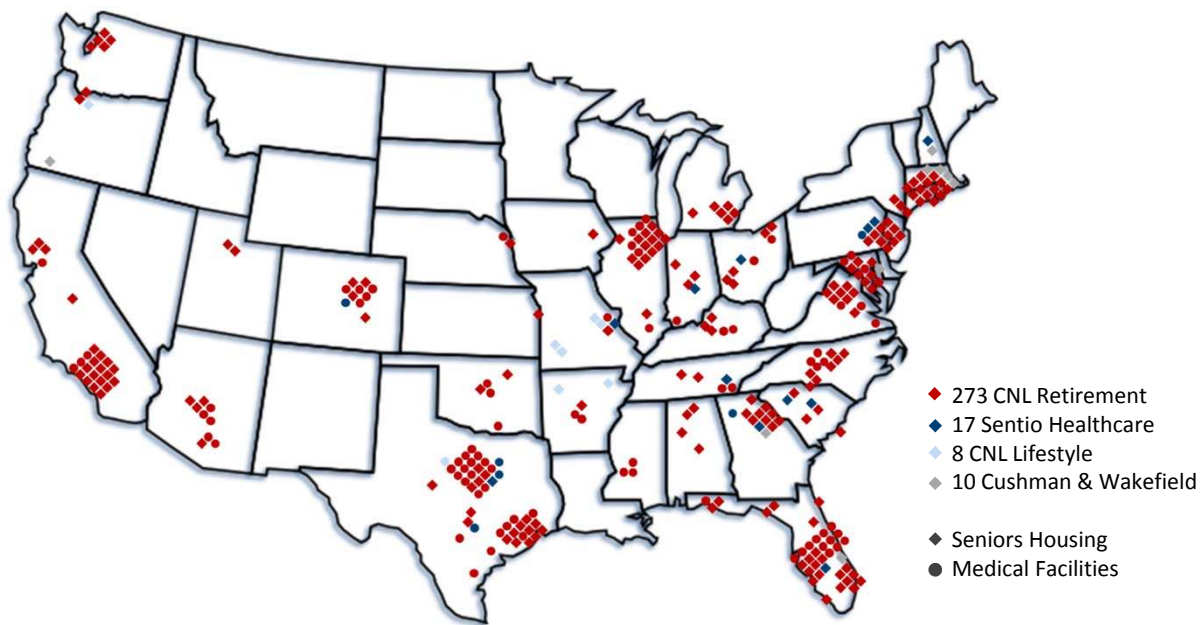 273 CNL Retirement
17 Sentio Healthcare
8 CNL Lifestyle
10 Cushman & Wakefield
Seniors Housing
Medical Facilities